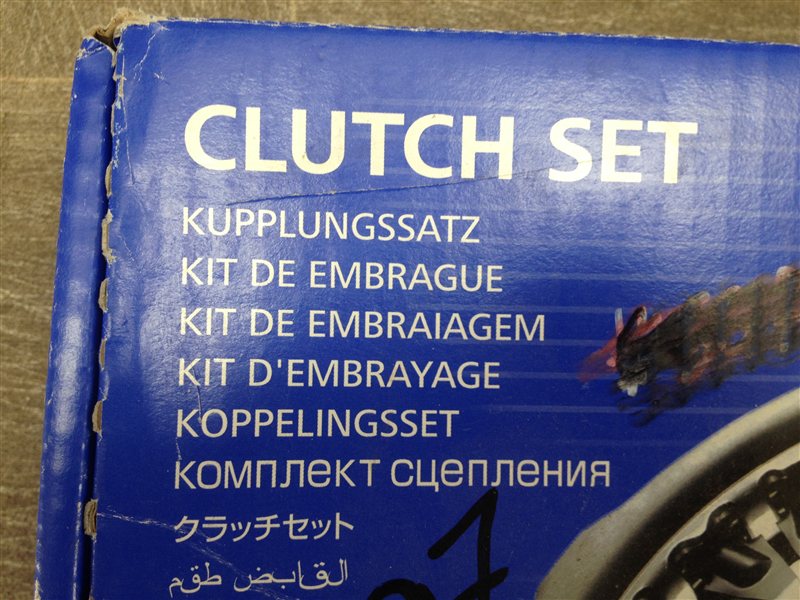 CLUTCH SET
KUPPLUNGSSATZ
KIT DE EMBRAGUE
KIT DE EMBRAIAGEM
KIT D'EMBRAYAGE
KOPPELINGSSET
комплект сцепления
クラッチセット
القابض طقم